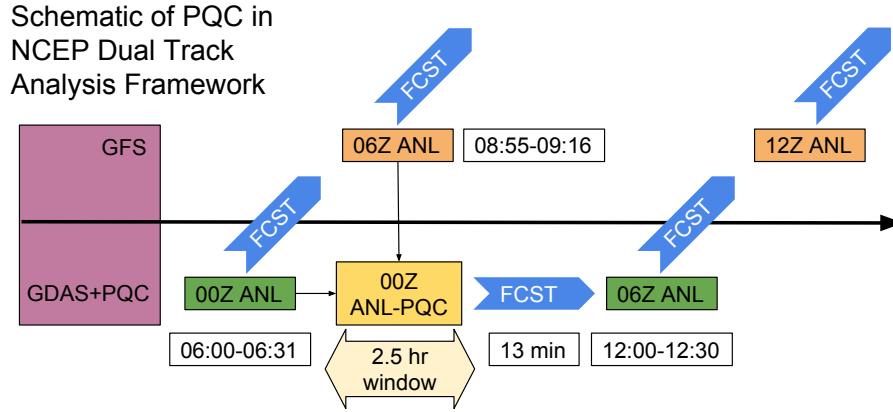 Schematic of PQC in
NCEP Dual Track
Analysis Framework
FCST
FCST
GFS
06Z ANL
08:55-09:16
12Z ANL
FCST
FCST
GDAS+PQC
00Z ANL
00Z
ANL-PQC
FCST
06Z ANL
06:00-06:31
2.5 hr
window
13 min
12:00-12:30